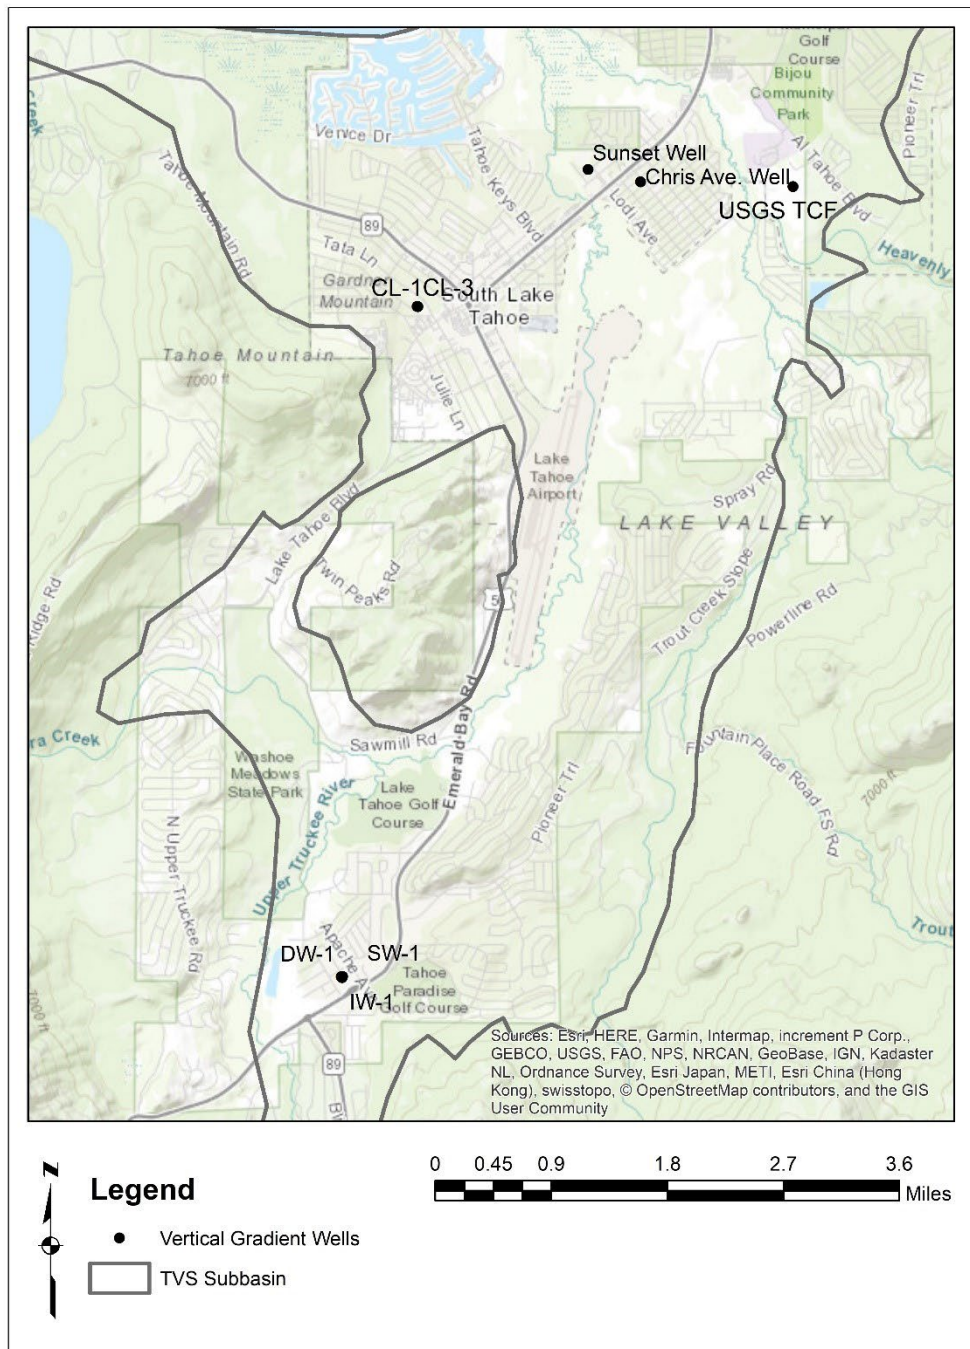 Golf
Course
Bijou
Community
Park
Pioneer Trl
Creek
Venice Dr
Tahoe Keys Blvd
Al Tahoe Blvd
Sunset Well
Chris Ave. Well
USGS TCF
Lodi Ave
Tahoe Mountain Rd
89
Tata Ln
Heavenly
Gardner
Mountain
CL-1CL-3
South Lake
Tahoe
Tahoe Mountain
7000 ft
Julie Ln
Lake
Tahoe
Airport
Spray Rd
LAKE VALLEY
Lake Tahoe Blvd
Twin Peaks Rd
Ridge Rd
5
Trout Creek Slope
Powerline Rd
ra Creek
Sawmill Rd
Emerald Bay Rd
Washoe
Meadows
State Park
Lake
Tahoe Golf
Course
Upper Truckee River
Pioneer Trl
Fountain Place Road FS Rd
7000 ft
N Upper Truckee Rd
Trout
Apache Av
DW-1
SW-1
IW-1
Tahoe
Paradise
Golf Course
7000 ft
89
Sources: Esri, HERE, Garmin, Intermap, increment P Corp.,
GEBCO, USGS, FAO, NPS, NRCAN, GeoBase, IGN, Kadaster
NL, Ordnance Survey, Esri Japan, METI, Esri China (Hong
Kong), swisstopo, © OpenStreetMap contributors, and the GIS
User Community
N
0 0.45 0.9 1.8 2.7 3.6
Miles
Legend
Vertical Gradient Wells
TVS Subbasin